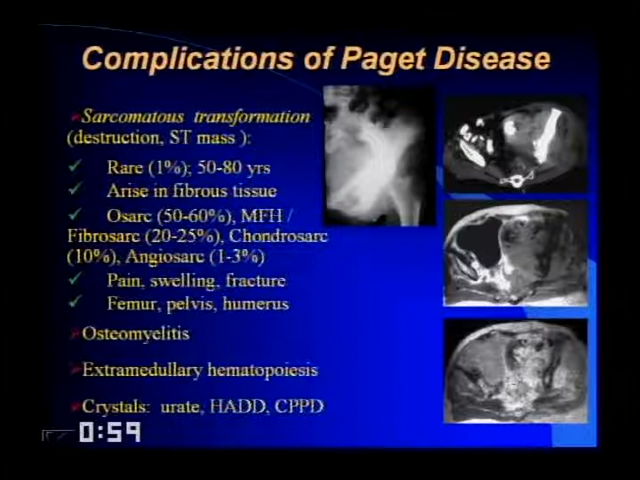 Complications of Paget Disease
Sarcomatous transformation
(destruction, ST mass ):
Rare (1%); 50-80 yrs
Arise in fibrous tissue
Osarc (50-60%), MFH /
Fibrosarc (20-25%), Chondrosarc
(10%), Angiosarc (1-3%)
Pain, swelling, fracture
Femur, pelvis, humerus
Osteomyelitis
Extramedullary hematopoiesis
Crystals: urate, HADD, CPPD
0:59